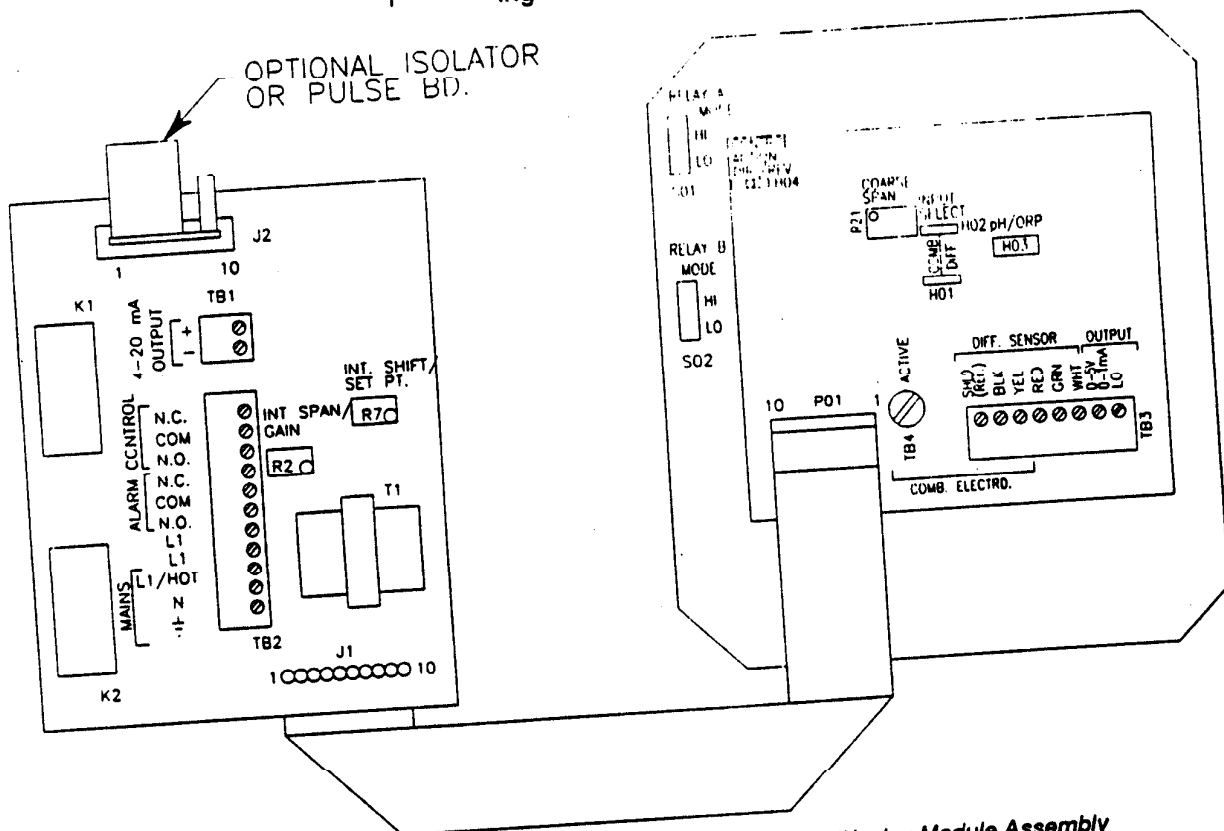 OPTIONAL ISOLATOR
OR PULSE BD.
J2
1
10
K1
TB1
4-20 mA
OUTPUT
+
−
INT. SHIFT/
SET PT.
R7
INT SPAN/
GAIN
R2
CONTROL
N.C.
COM
N.O.
ALARM
N.C.
COM
N.O.
L1
L1
MAINS
L1/HOT
N
T1
TB2
K2
J1
1
10
RELAY A
MODE
HI
LO
S01
H04
RELAY B
MODE
HI
LO
S02
COARSE
SPAN
P21
INPUT
SELECT
H02
COMB
DIFF
H01
pH/ORP
H03
10
P01
1
ACTIVE
TB4
DIFF. SENSOR
OUTPUT
SHLD
(REF.)
BLK
YEL
RED
GRN
WHT
0-5V
0-1mA
LO
TB3
COMB. ELECTRD.
Module Assembly